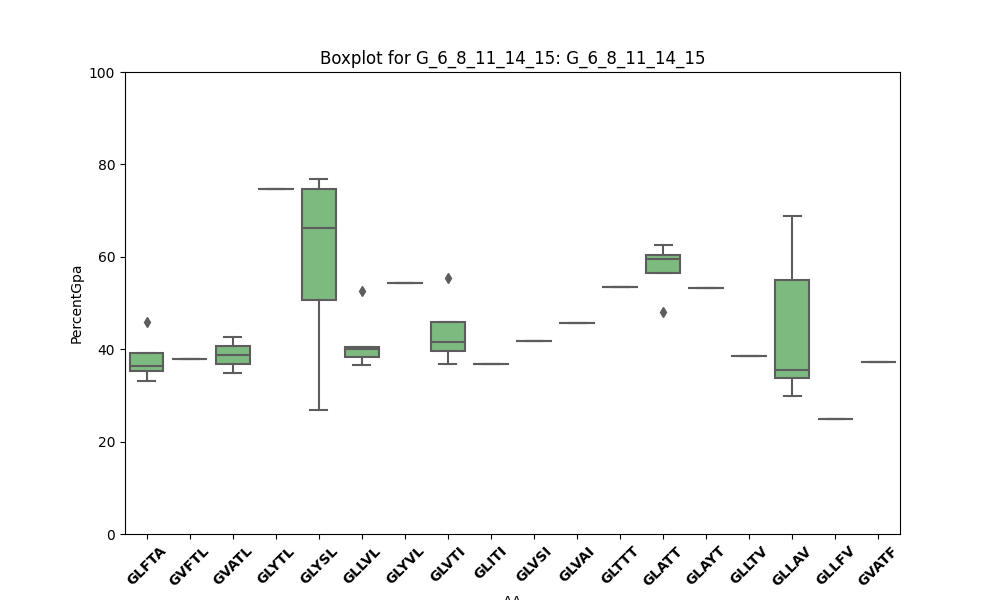 Boxplot for G_6_8_11_14_15: G_6_8_11_14_15
PercentGpa
100
80
60
40
20
0
GLFTA GVFTL GVATL GLYTL GLYSL GLLVL GLYVL GLVTI GLITI GLVSI GLVAI GLTTT GLATT GLAYT GLLTV GLLAV GLLFV GVATF
AA